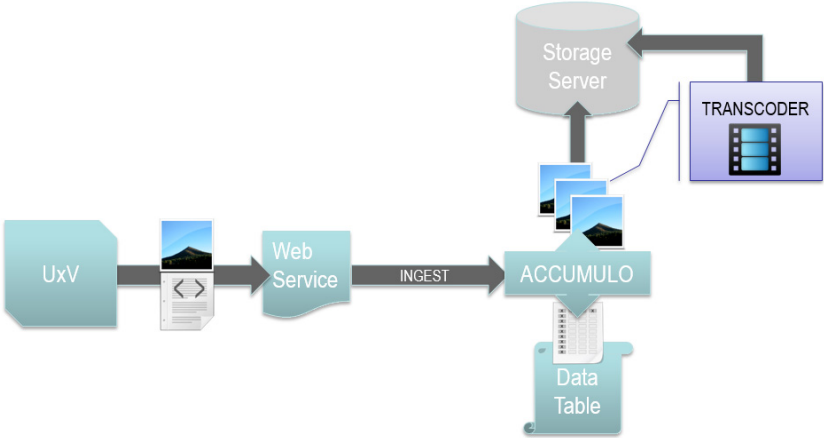 Storage
Server
TRANSCODER
UxV
Web
Service
INGEST
ACCUMULO
Data
Table